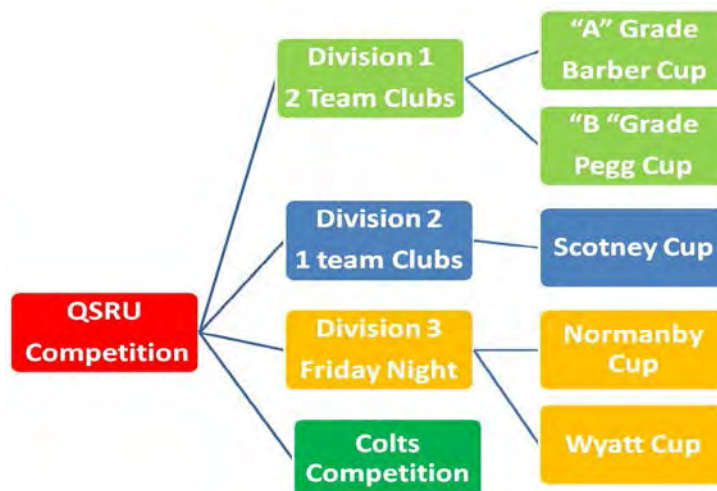 QSRU
Competition
Division 1
2 Team Clubs
"A" Grade
Barber Cup
"B "Grade
Pegg Cup
Division 2
1 team Clubs
Scotney Cup
Division 3
Friday Night
Normanby
Cup
Wyatt Cup
Colts
Competition